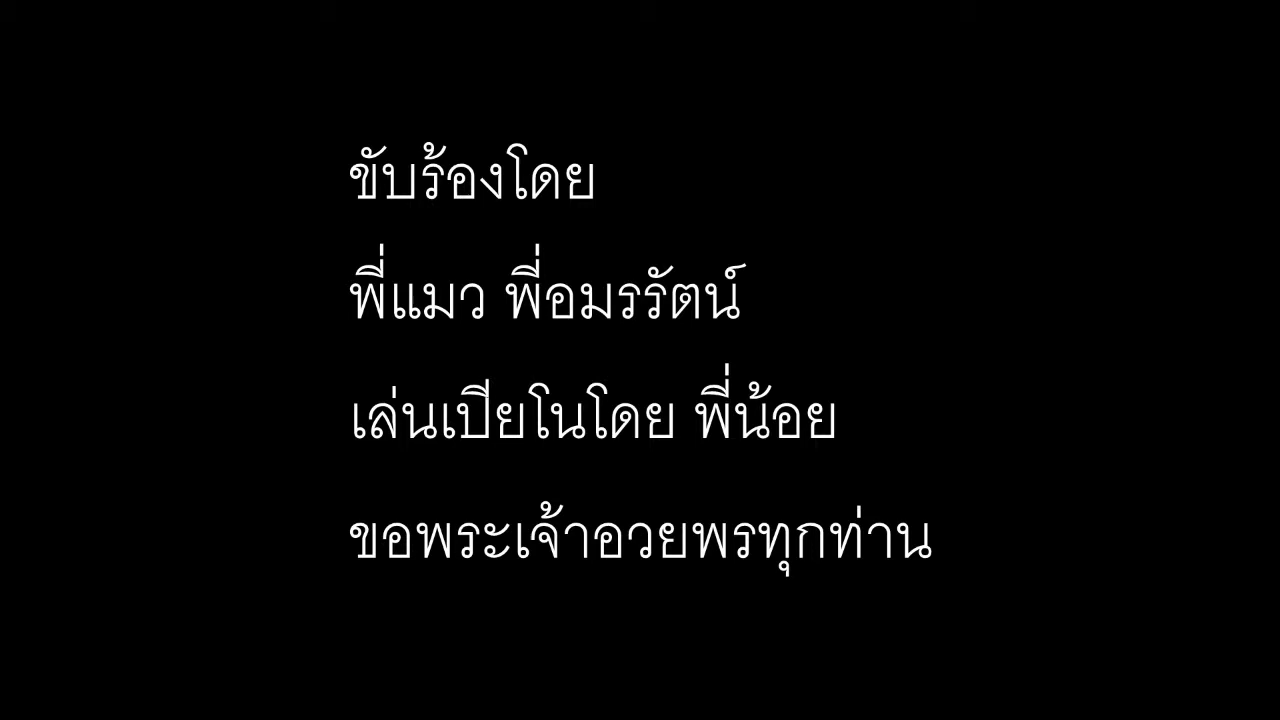 ขับร้องโดย
พี่แมว พี่อมรรัตน์
เล่นเปียโนโดย พี่น้อย
ขอพระเจ้าอวยพรทุกท่าน